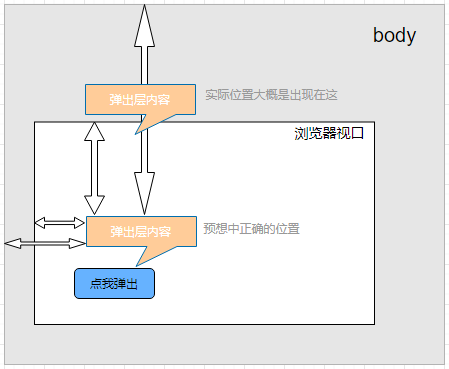 body
弹出层内容
实际位置大概是出现在这
浏览器视口
弹出层内容
预想中正确的位置
点我弹出